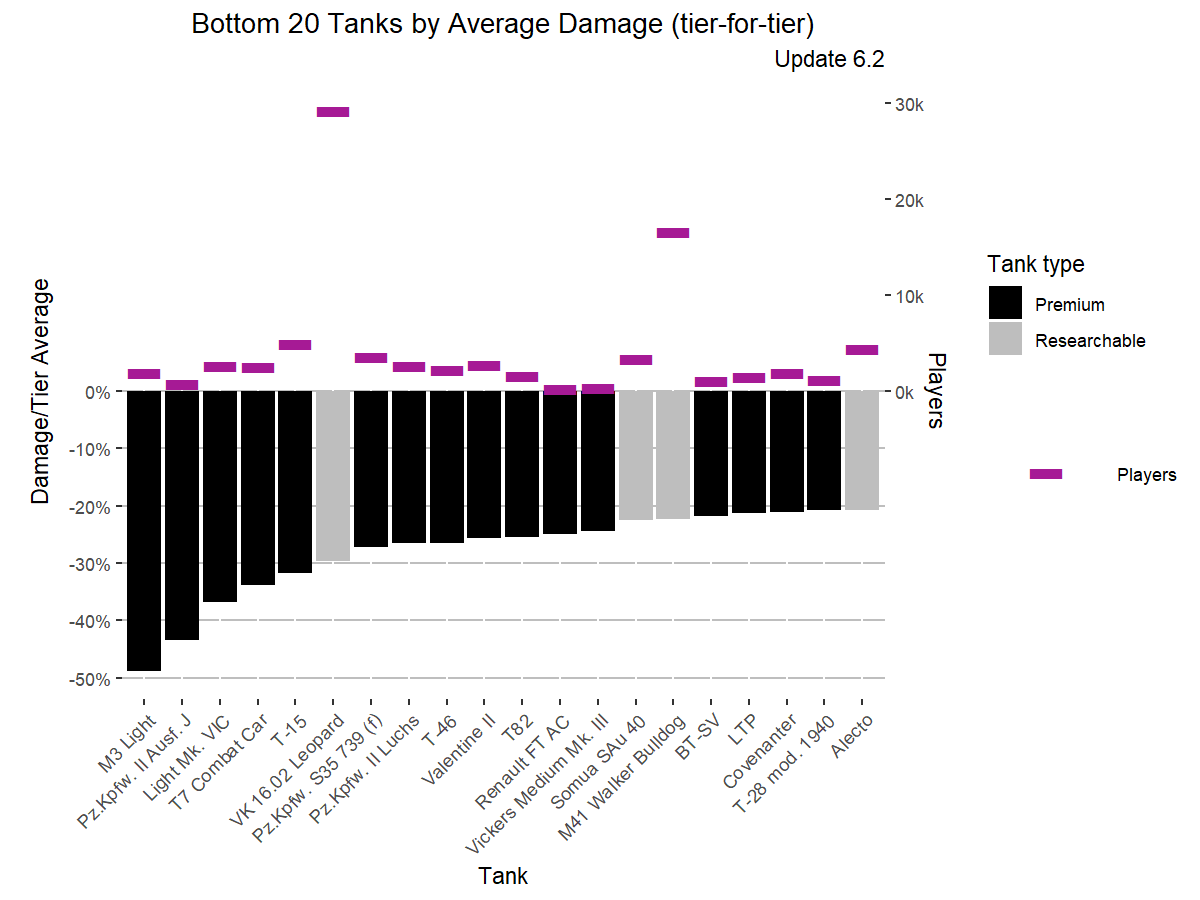 Bottom 20 Tanks by Average Damage (tier-for-tier)
Update 6.2
Damage/Tier Average
0%
-10%
-20%
-30%
-40%
-50%
30k
20k
10k
0k
Players
M3 Light
Pz.Kpfw. II Ausf. J
Light Mk. VIC
T7 Combat Car
T-15
VK 16.02 Leopard
Pz.Kpfw. S35 739 (f)
Pz.Kpfw. II Luchs
T-46
Valentine II
T82
Renault FT AC
Vickers Medium Mk. III
Somua SAu 40
M41 Walker Bulldog
BT-SV
LTP
Covenanter
T-28 mod. 1940
Alecto
Tank
Tank type
Premium
Researchable
Players